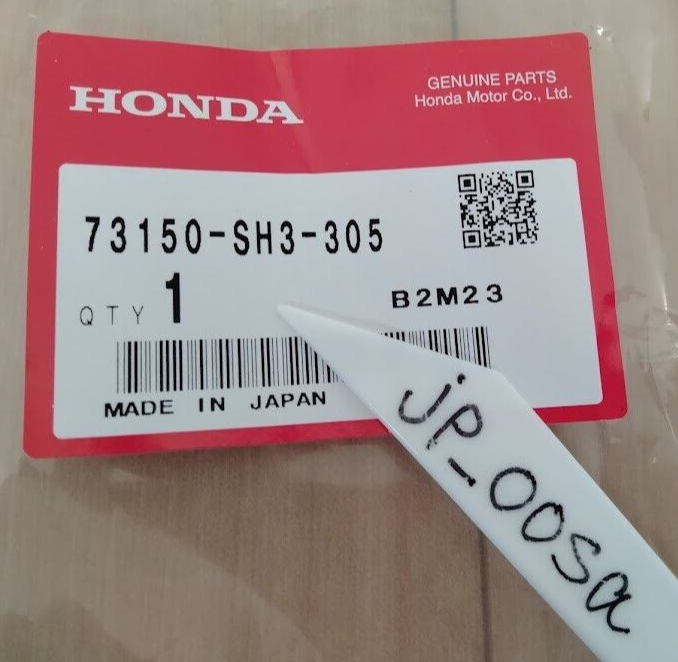 HONDA
GENUINE PARTS
Honda Motor Co., Ltd.
73150-SH3-305
QTY 1
B2M23
MADE IN JAPAN
JP_00sa